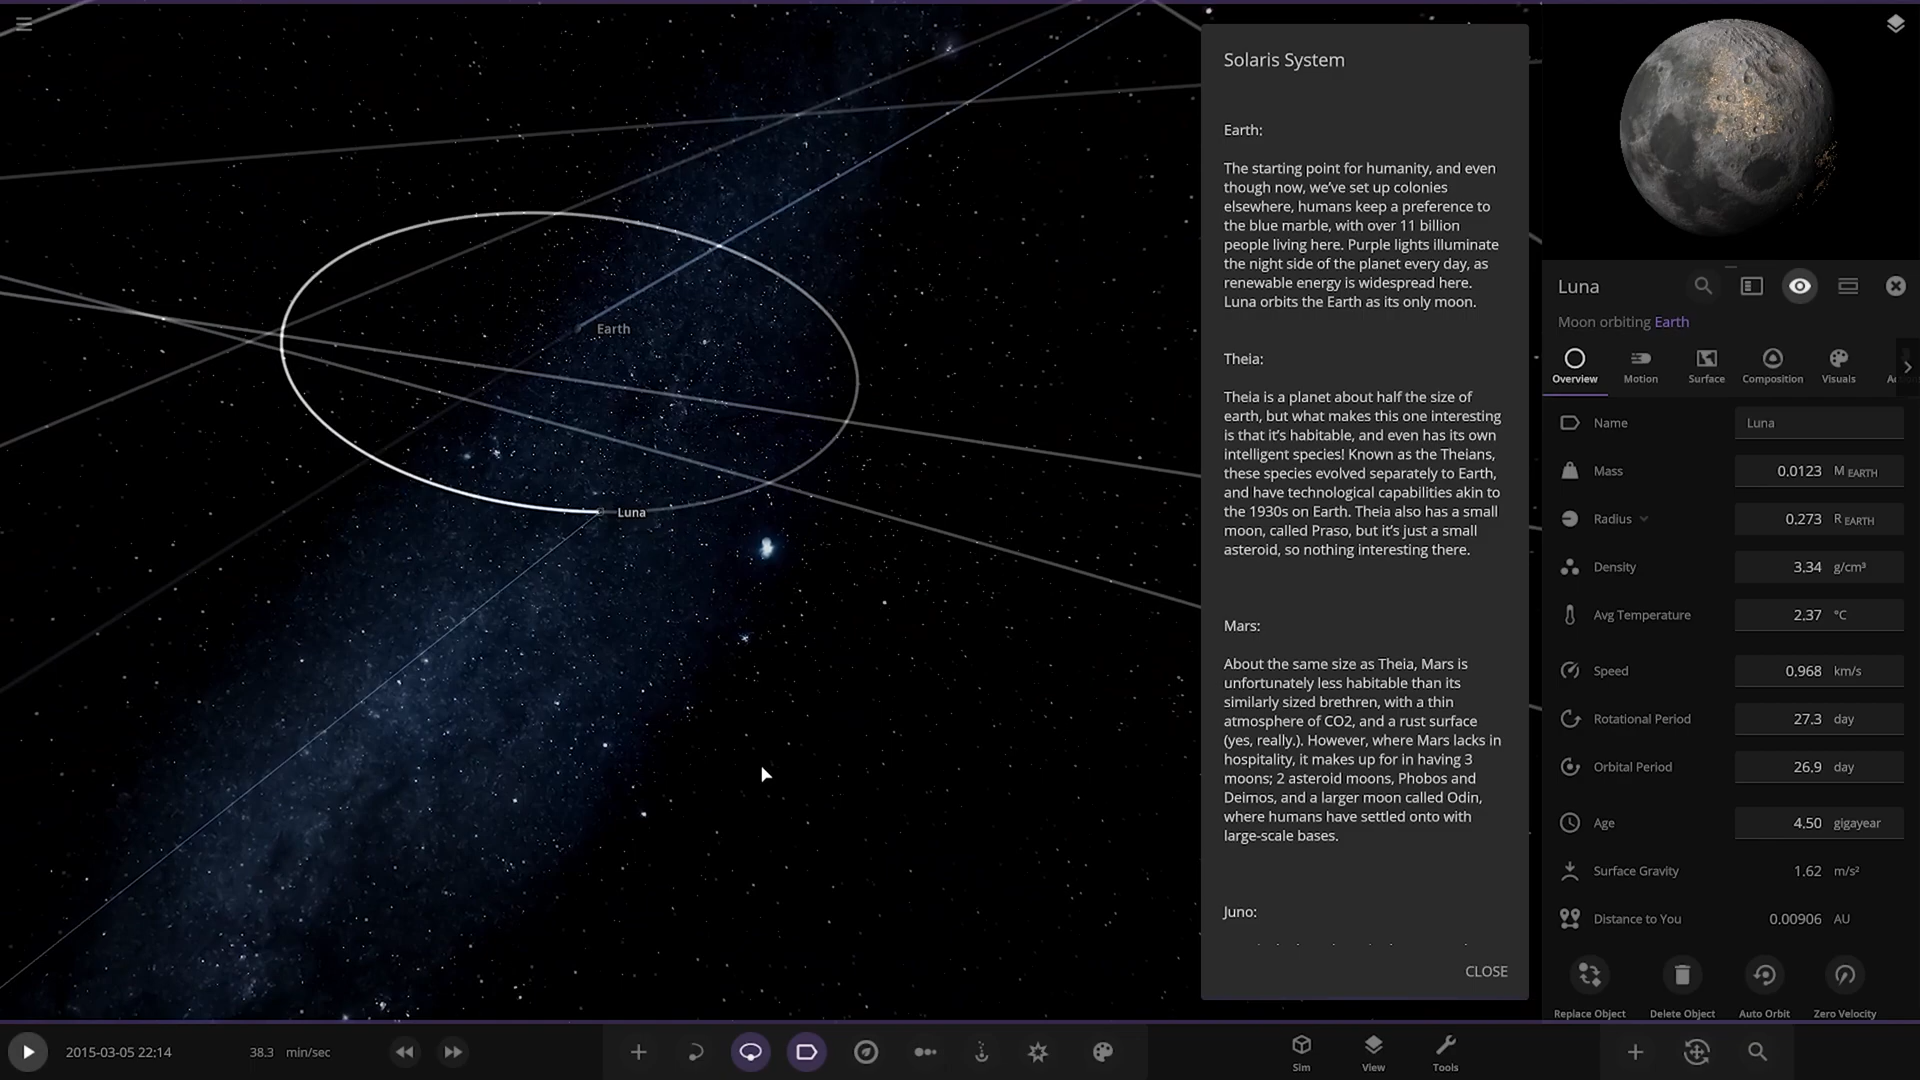 Solaris System
Earth:
The starting point for humanity, and even
though now, we've set up colonies
elsewhere, humans keep a preference to
the blue marble, with over 11 billion
people living here. Purple lights illuminate
the night side of the planet every day, as
renewable energy is widespread here.
Luna orbits the Earth as its only moon.
Theia:
Theia is a planet about half the size of
earth, but what makes this one interesting
is that it's habitable, and even has its own
intelligent species! Known as the Theians,
these species evolved separately to Earth,
and have technological capabilities akin to
the 1930s on Earth. Theia also has a small
moon, called Praso, but it's just a small
asteroid, so nothing interesting there.
Mars:
About the same size as Theia, Mars is
unfortunately less habitable than its
similarly sized brethren, with a thin
atmosphere of CO2, and a rust surface
(yes, really.). However, where Mars lacks in
hospitality, it makes up for in having 3
moons; 2 asteroid moons, Phobos and
Deimos, and a larger moon called Odin,
where humans have settled onto with
large-scale bases.
Juno:
CLOSE
Earth
Luna
Luna
Moon orbiting Earth
Overview Motion Surface Composition Visuals
Name Luna
Mass 0.0123 M EARTH
Radius 0.273 R EARTH
Density 3.34 g/cm³
Avg Temperature 2.37 °C
Speed 0.968 km/s
Rotational Period 27.3 day
Orbital Period 26.9 day
Age 4.50 gigayear
Surface Gravity 1.62 m/s²
Distance to You 0.00906 AU
Replace Object Delete Object Auto Orbit Zero Velocity
2015-03-05 22:14 38.3 min/sec
Sim View Tools